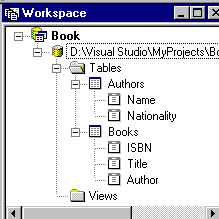 Workspace
Book
D:\Visual Studio\MyProjects\Bo
Tables
Authors
Name
Nationality
Books
ISBN
Title
Author
Views